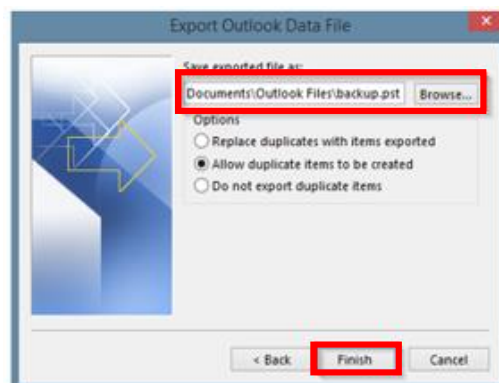 Export Outlook Data File
Save exported file as:
Documents\Outlook Files\backup.pst Browse...
Options
Replace duplicates with items exported
Allow duplicate items to be created
Do not export duplicate items
< Back Finish Cancel